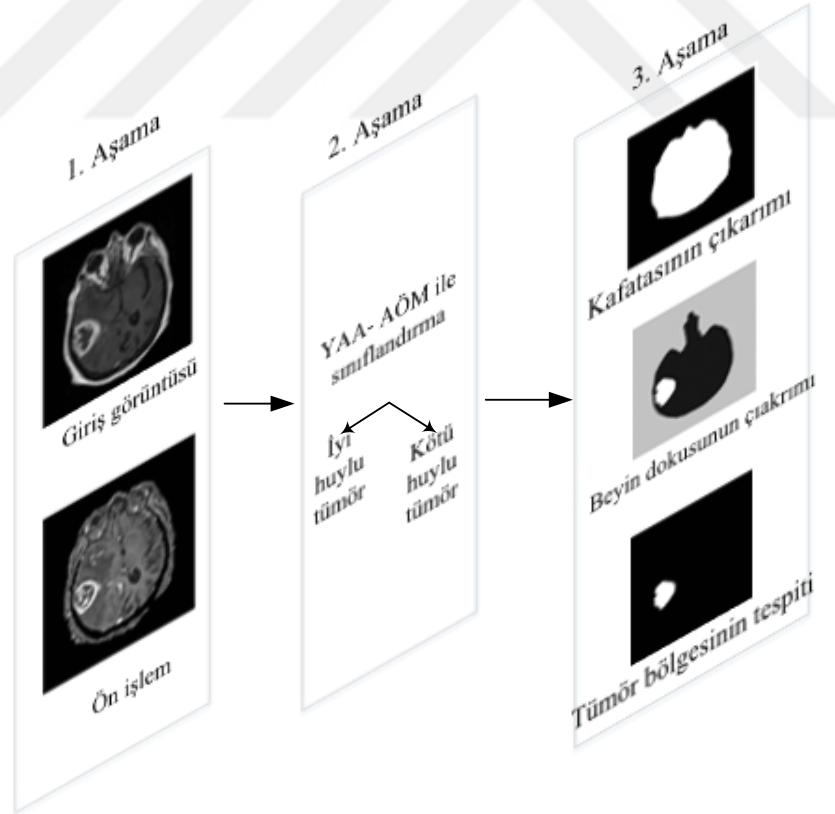 1. Aşama
Giriş görüntüsü
Ön işlem
2. Aşama
YAA- AÖM ile
sınıflandırma
İyi
huylu
tümör
Kötü
huylu
tümör
3. Aşama
Kafatasının çıkarımı
Beyin dokusunun çıakrımı
Tümör bölgesinin tespiti